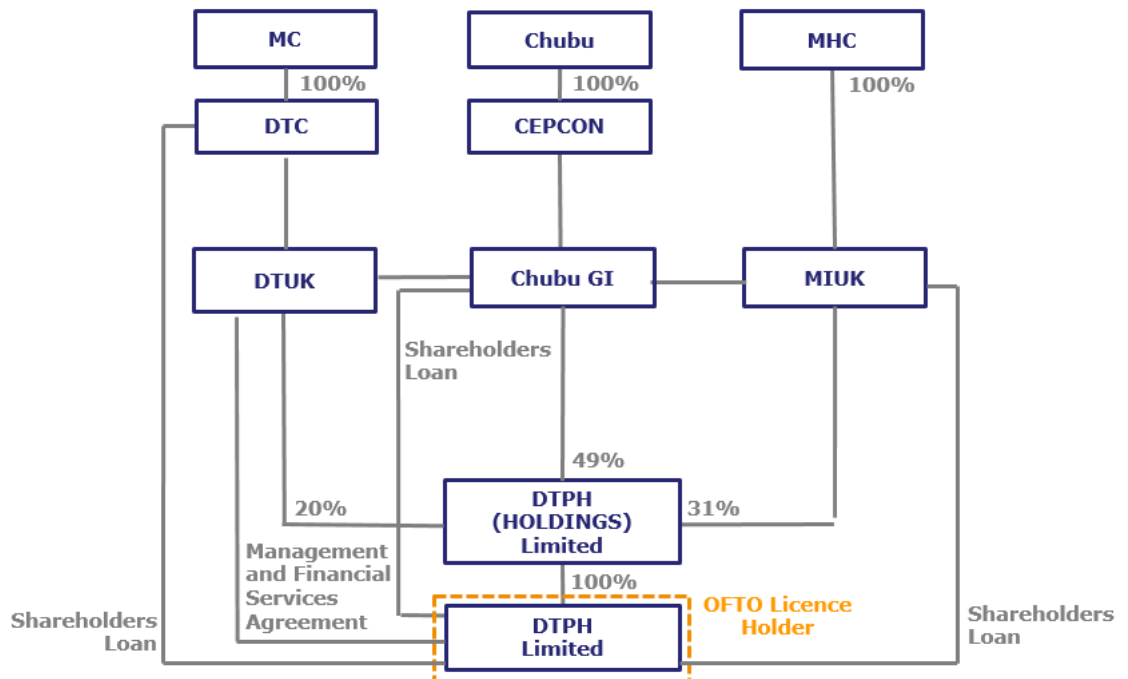 MC
Chubu
MHC
100%
100%
100%
DTC
CEPCON
DTUK
Chubu GI
MIUK
Shareholders
Loan
49%
20%
DTPH
(HOLDINGS)
Limited
31%
Management
and Financial
Services
Agreement
100%
OFTO Licence
Holder
Shareholders
Loan
DTPH
Limited
Shareholders
Loan